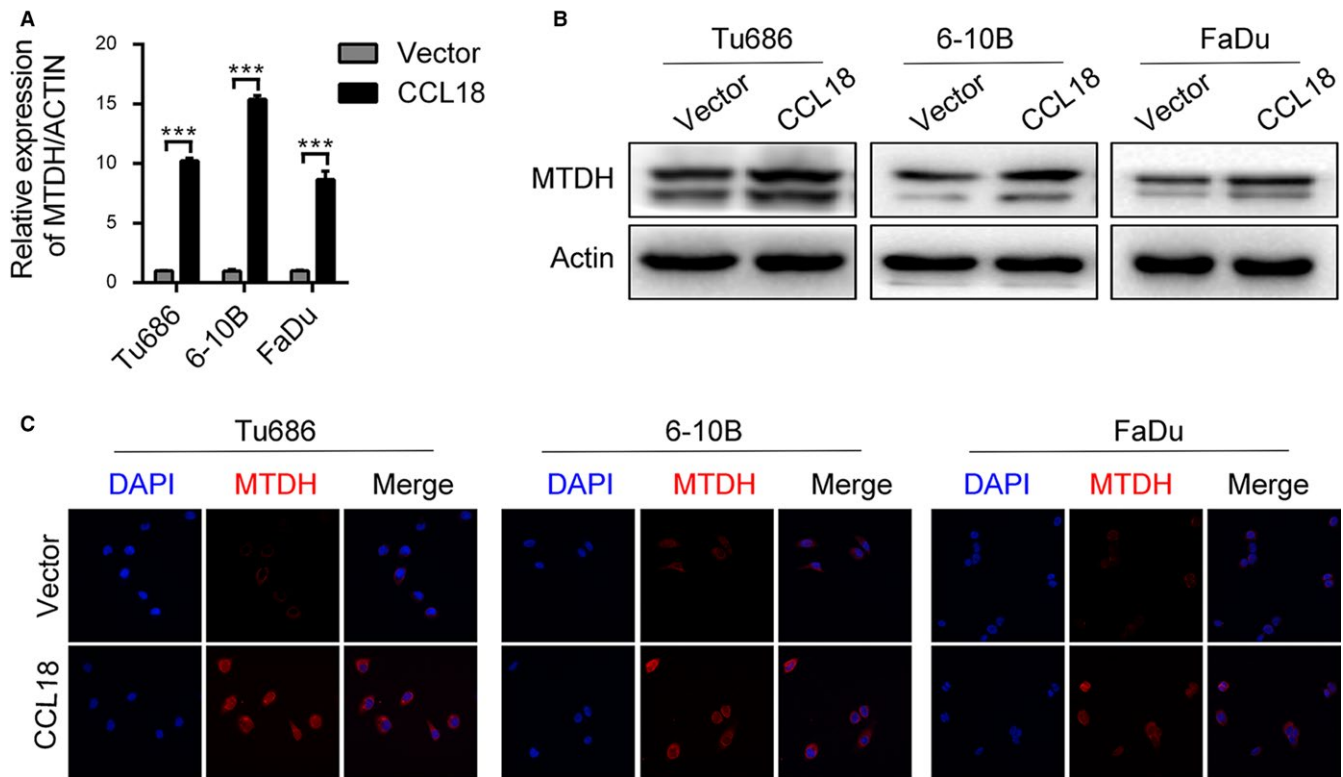 A
Relative expression
of MTDH/ACTIN
20
15
10
5
0
***
***
***
Vector
CCL18
Tu686
6-10B
FaDu
B
Tu686
6-10B
FaDu
Vector
CCL18
Vector
CCL18
Vector
CCL18
MTDH
Actin
C
Tu686
6-10B
FaDu
DAPI MTDH Merge
DAPI MTDH Merge
DAPI MTDH Merge
Vector
CCL18